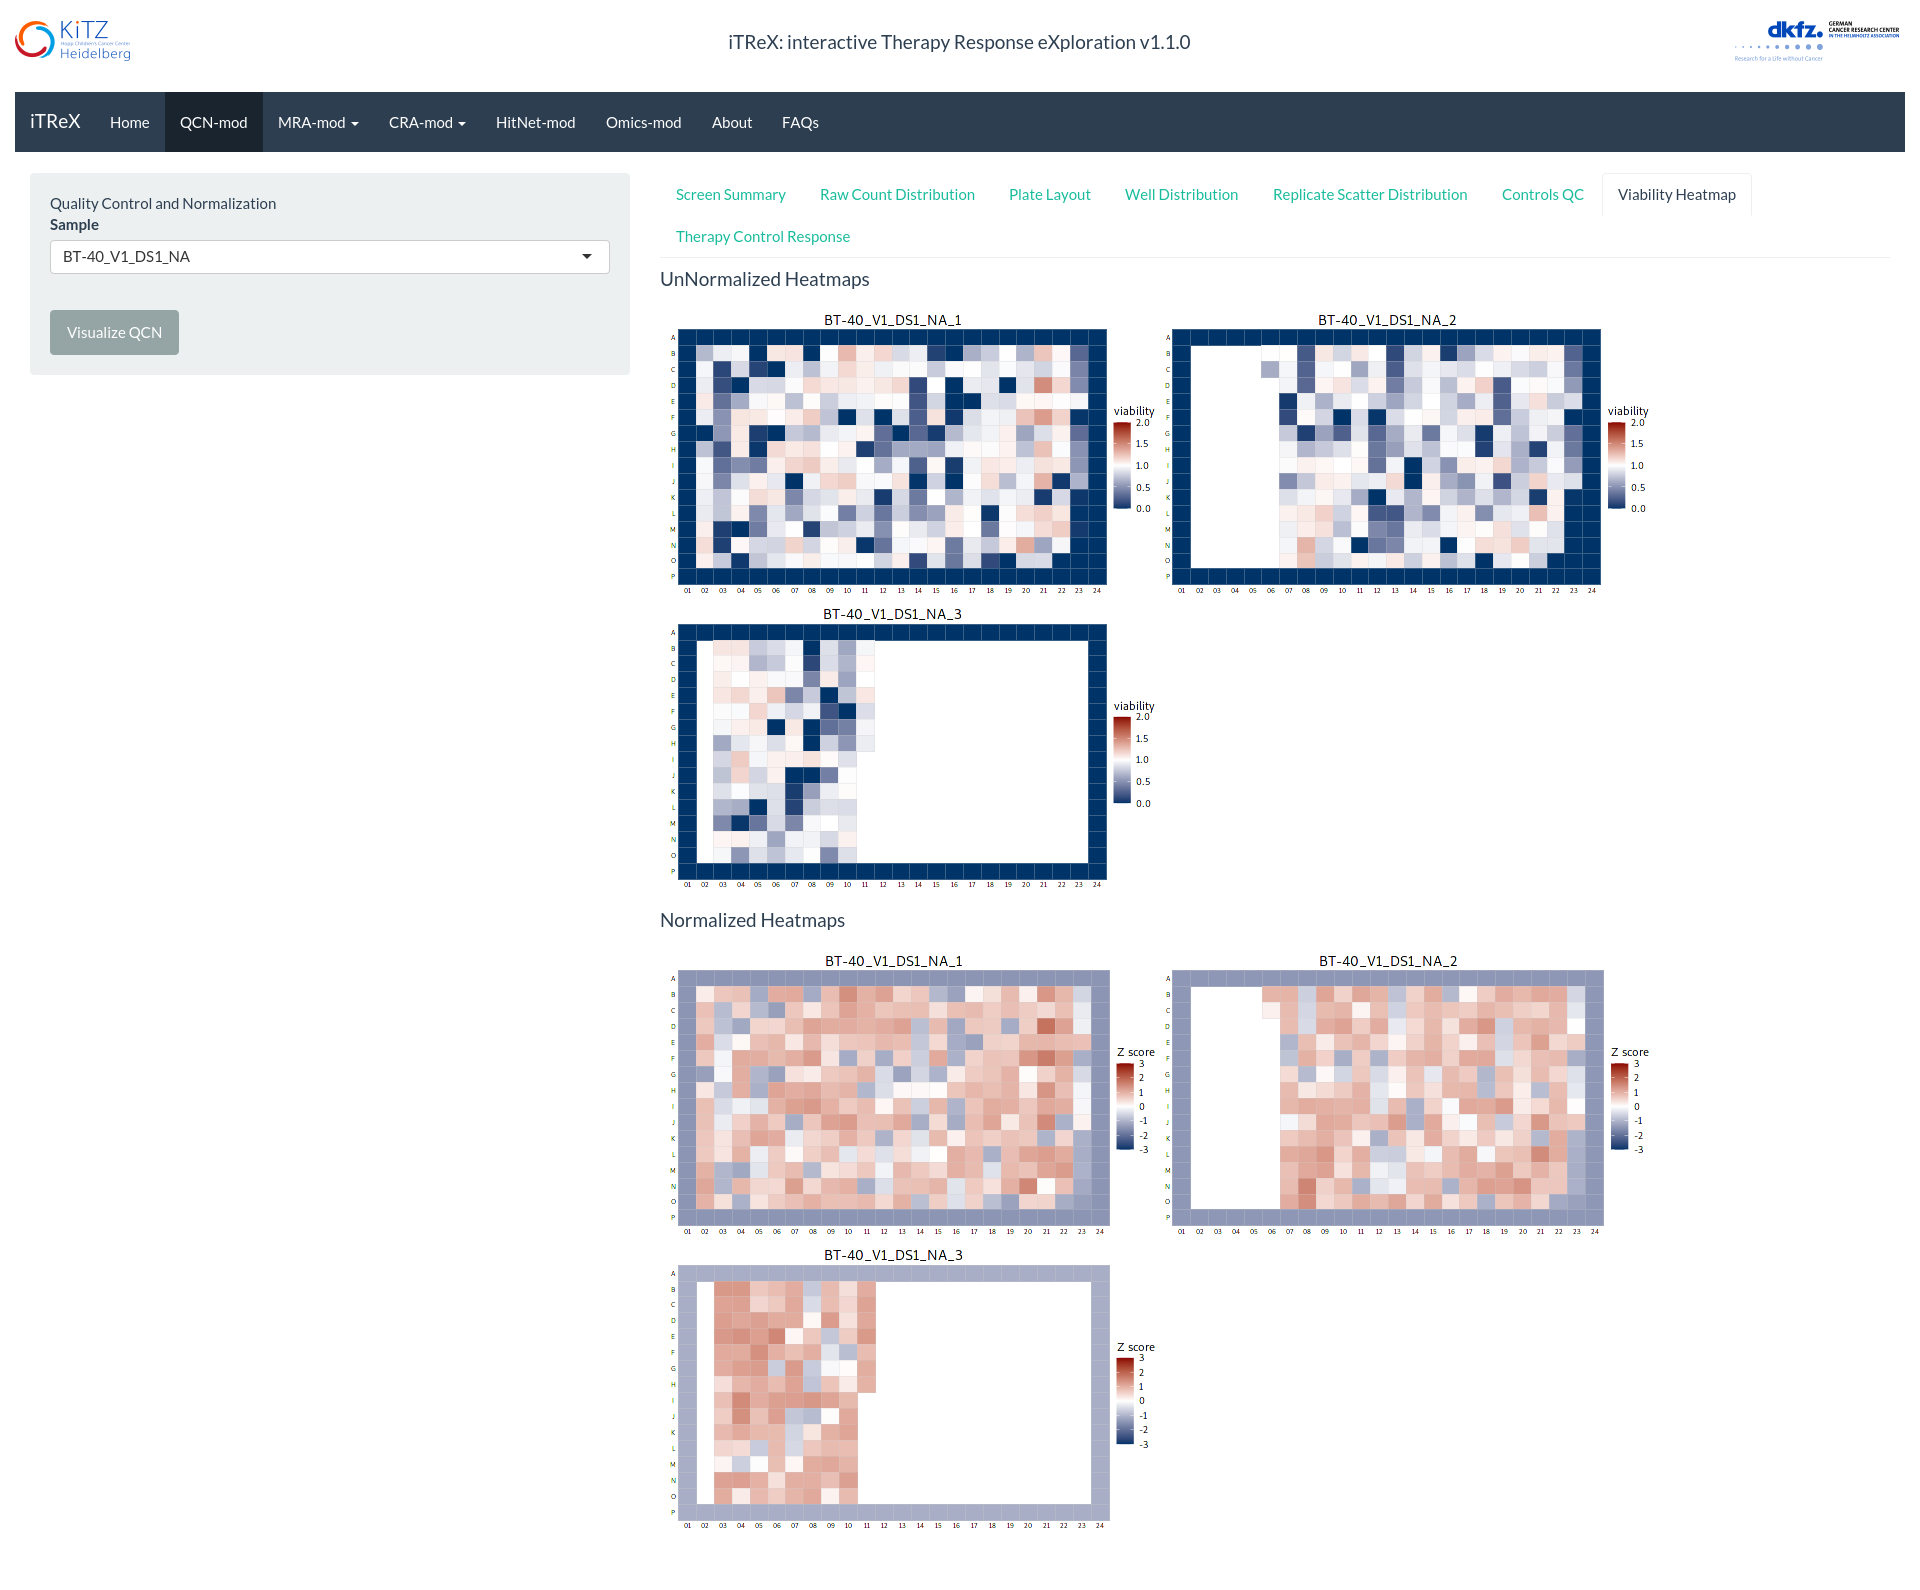 KiTZ
Hopp Children's Cancer Center
Heidelberg
iTReX: interactive Therapy Response eXploration v1.1.0
dkfz.
GERMAN
CANCER RESEARCH CENTER
IN THE HELMHOLTZ ASSOCIATION
Research for a Life without Cancer
iTReX Home QCN-mod MRA-mod CRA-mod HitNet-mod Omics-mod About FAQs
Quality Control and Normalization
Sample
BT-40_V1_DS1_NA
Visualize QCN
Screen Summary Raw Count Distribution Plate Layout Well Distribution Replicate Scatter Distribution Controls QC Viability Heatmap
Therapy Control Response
UnNormalized Heatmaps
BT-40_V1_DS1_NA_1
A
B
C
D
E
F
G
H
I
J
K
L
M
N
O
P
01 02 03 04 05 06 07 08 09 10 11 12 13 14 15 16 17 18 19 20 21 22 23 24
viability
2.0
1.5
1.0
0.5
0.0
BT-40_V1_DS1_NA_2
A
B
C
D
E
F
G
H
I
J
K
L
M
N
O
P
01 02 03 04 05 06 07 08 09 10 11 12 13 14 15 16 17 18 19 20 21 22 23 24
viability
2.0
1.5
1.0
0.5
0.0
BT-40_V1_DS1_NA_3
A
B
C
D
E
F
G
H
I
J
K
L
M
N
O
P
01 02 03 04 05 06 07 08 09 10 11 12 13 14 15 16 17 18 19 20 21 22 23 24
viability
2.0
1.5
1.0
0.5
0.0
Normalized Heatmaps
BT-40_V1_DS1_NA_1
A
B
C
D
E
F
G
H
I
J
K
L
M
N
O
P
01 02 03 04 05 06 07 08 09 10 11 12 13 14 15 16 17 18 19 20 21 22 23 24
Z score
3
2
1
0
-1
-2
-3
BT-40_V1_DS1_NA_2
A
B
C
D
E
F
G
H
I
J
K
L
M
N
O
P
01 02 03 04 05 06 07 08 09 10 11 12 13 14 15 16 17 18 19 20 21 22 23 24
Z score
3
2
1
0
-1
-2
-3
BT-40_V1_DS1_NA_3
A
B
C
D
E
F
G
H
I
J
K
L
M
N
O
P
01 02 03 04 05 06 07 08 09 10 11 12 13 14 15 16 17 18 19 20 21 22 23 24
Z score
3
2
1
0
-1
-2
-3